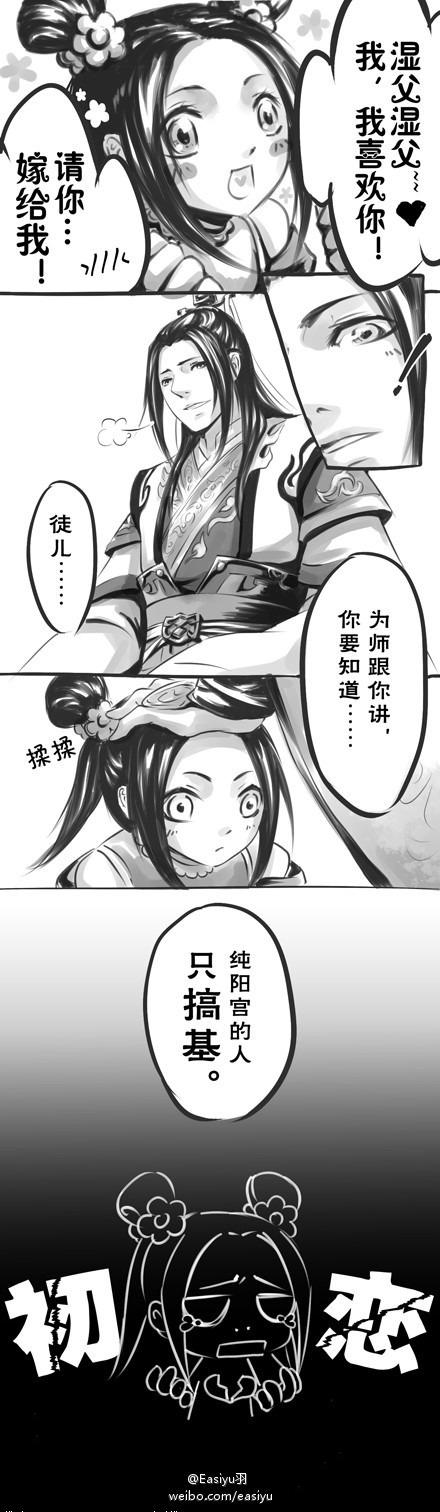 湿父湿父~
我，我喜欢你！
请你…
嫁给我！
徒儿……
为师跟你讲，
你要知道……
揉揉
纯阳宫的人
只搞基。
初恋
@Easiyu羽
weibo.com/easiyu